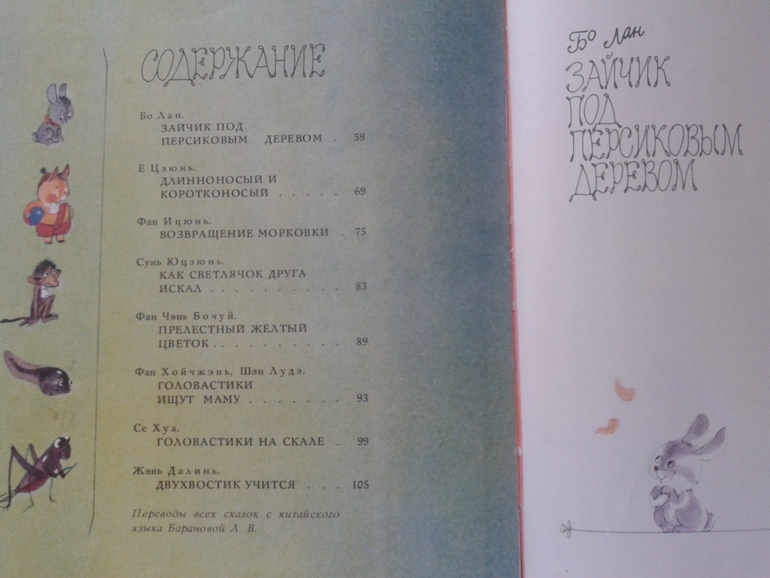 СОДЕРЖАНИЕ
Бо Лан.
ЗАЙЧИК ПОД
ПЕРСИКОВЫМ ДЕРЕВОМ . 59
Е Цзюнь.
ДЛИННОНОСЫЙ И
КОРОТКОНОСЫЙ . . . . . 69
Фан Ицюнь.
ВОЗВРАЩЕНИЕ МОРКОВКИ . 75
Сунь Юцзюнь.
КАК СВЕТЛЯЧОК ДРУГА
ИСКАЛ . . . . . . . . . . 83
Фан Чэнь Бочуй.
ПРЕЛЕСТНЫЙ ЖЕЛТЫЙ
ЦВЕТОК . . . . . . . . . 89
Фан Хойчжэнь, Шэн Лудэ.
ГОЛОВАСТИКИ
ИЩУТ МАМУ . . . . . . . 93
Се Хуа.
ГОЛОВАСТИКИ НА СКАЛЕ . 99
Жэнь Далинь.
ДВУХВОСТИК УЧИТСЯ . . . 105
Переводы всех сказок с китайского
языка Барановой Л. В.
Бо Лан
ЗАЙЧИК
ПОД
ПЕРСИКОВЫМ
ДЕРЕВОМ